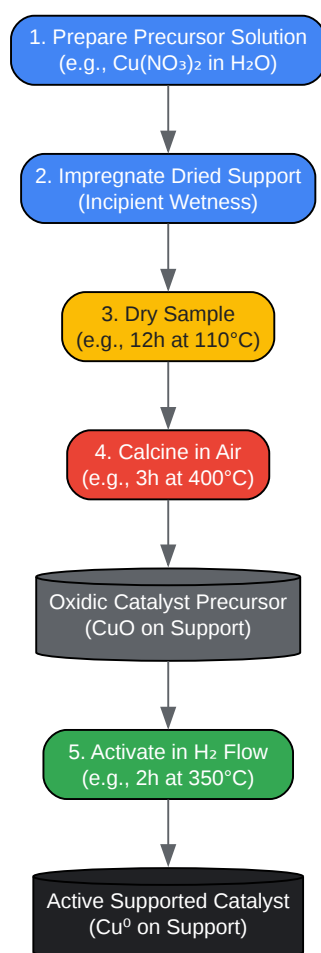 1. Prepare Precursor Solution
(e.g., Cu(NO₃)₂ in H₂O)
2. Impregnate Dried Support
(Incipient Wetness)
3. Dry Sample
(e.g., 12h at 110°C)
4. Calcine in Air
(e.g., 3h at 400°C)
Oxidic Catalyst Precursor
(CuO on Support)
5. Activate in H₂ Flow
(e.g., 2h at 350°C)
Active Supported Catalyst
(Cu⁰ on Support)